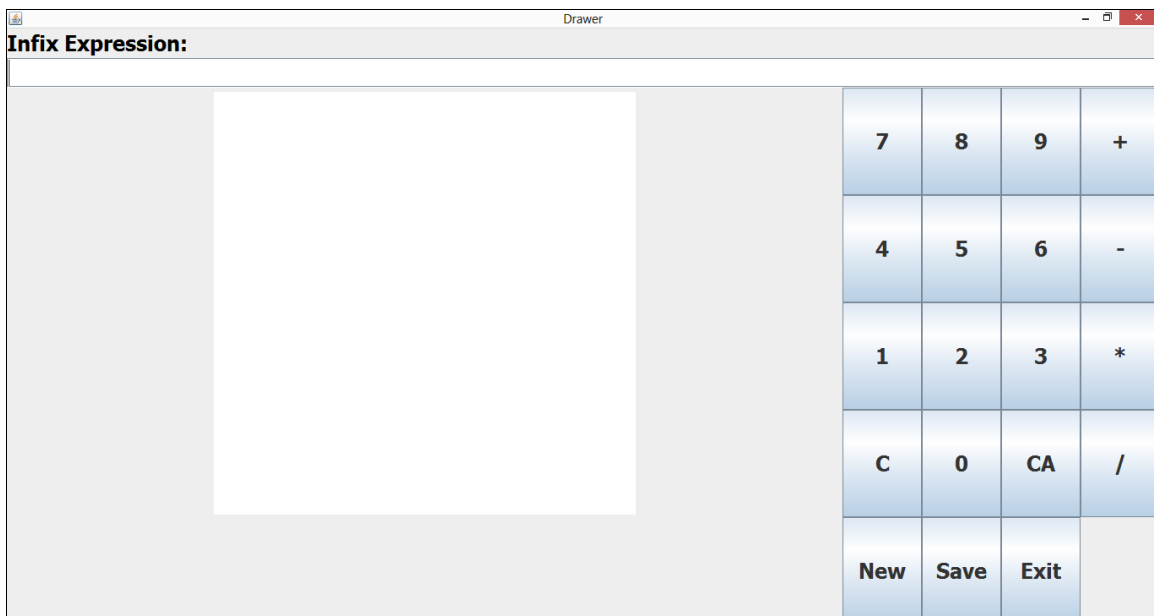 Drawer
Infix Expression:
7 8 9 +
4 5 6 -
1 2 3 *
C 0 CA /
New Save Exit